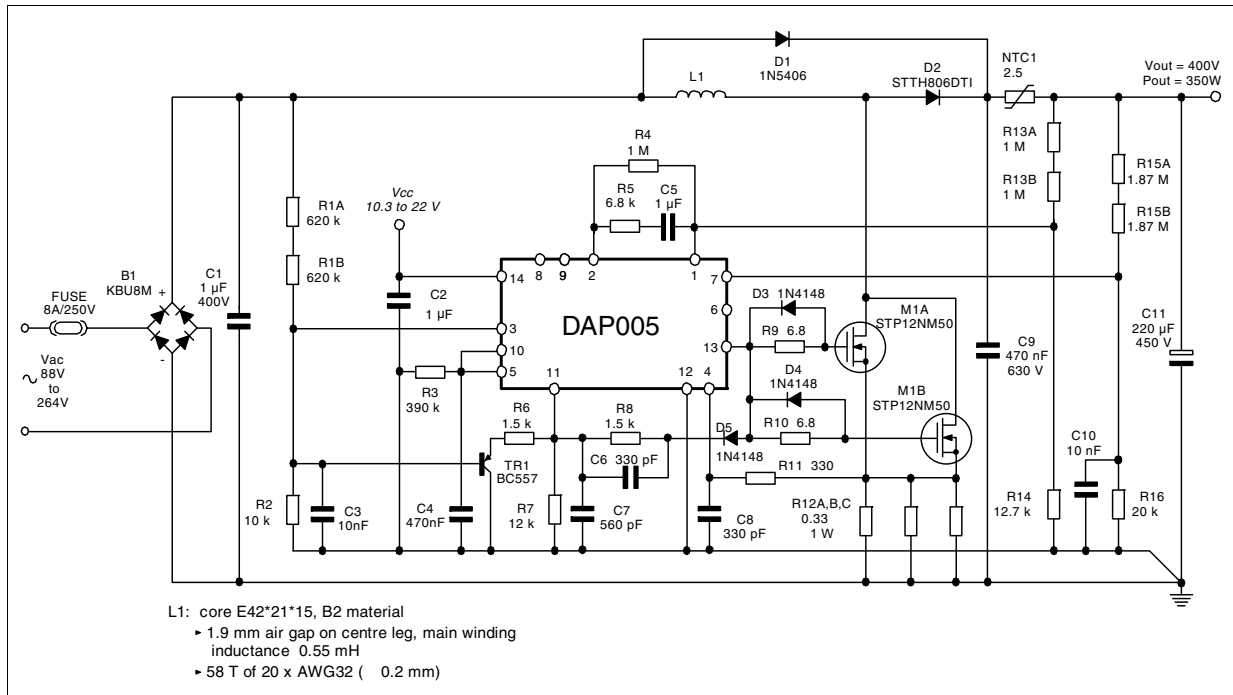 D1
1N5406
NTC1
2.5
Vout = 400V
Pout = 350W
L1
D2
STTH806DTI
R4
1 M
R13A
1 M
R15A
1.87 M
R5
6.8 k
C5
1 µF
Vcc
10.3 to 22 V
R13B
1 M
R1A
620 k
R15B
1.87 M
R1B
620 k
B1
KBU8M
+
-
C1
1 µF
400V
FUSE
8A/250V
14
8
9
2
1
7
C2
1 µF
D3
1N4148
6
M1A
STP12NM50
3
DAP005
R9 6.8
13
C11
220 µF
450 V
10
5
Vac
88V
to
264V
11
12
4
D4
1N4148
C9
470 nF
630 V
R3
390 k
M1B
STP12NM50
R6
1.5 k
R8
1.5 k
D5
1N4148
R10 6.8
C10
10 nF
TR1
BC557
C6 330 pF
R11 330
R2
10 k
C3
10nF
C4
470nF
R7
12 k
C7
560 pF
C8
330 pF
R12A,B,C
0.33
1 W
R14
12.7 k
R16
20 k
L1: core E42*21*15, B2 material
► 1.9 mm air gap on centre leg, main winding
inductance 0.55 mH
► 58 T of 20 x AWG32 ( 0.2 mm)